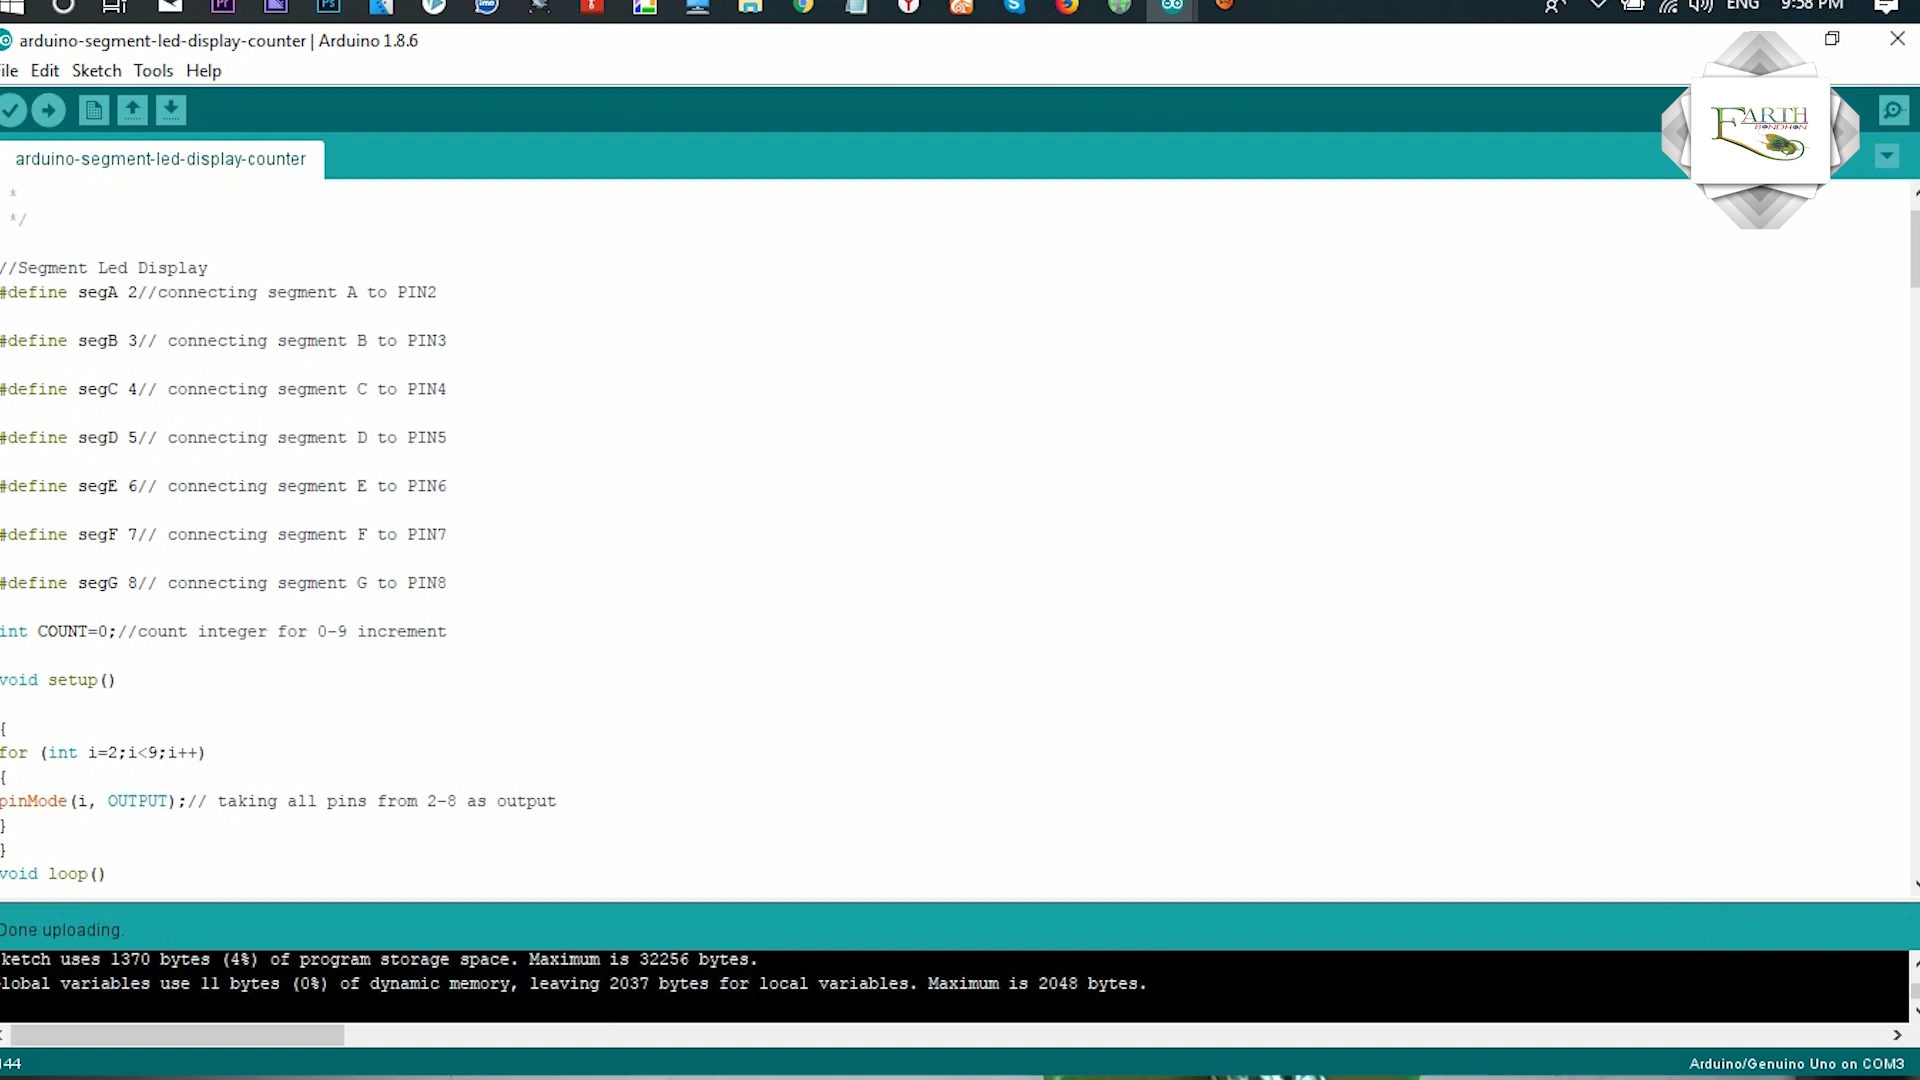 ENG 9:58 PM
arduino-segment-led-display-counter | Arduino 1.8.6
ile Edit Sketch Tools Help
EARTH
BONDHON
arduino-segment-led-display-counter
*
*/
//Segment Led Display
#define segA 2//connecting segment A to PIN2
#define segB 3// connecting segment B to PIN3
#define segC 4// connecting segment C to PIN4
#define segD 5// connecting segment D to PIN5
#define segE 6// connecting segment E to PIN6
#define segF 7// connecting segment F to PIN7
#define segG 8// connecting segment G to PIN8
int COUNT=0;//count integer for 0-9 increment
void setup()
{
for (int i=2;i<9;i++)
{
pinMode(i, OUTPUT);// taking all pins from 2-8 as output
}
}
void loop()
Done uploading.
ketch uses 1370 bytes (4%) of program storage space. Maximum is 32256 bytes.
lobal variables use 11 bytes (0%) of dynamic memory, leaving 2037 bytes for local variables. Maximum is 2048 bytes.
144
Arduino/Genuino Uno on COM3